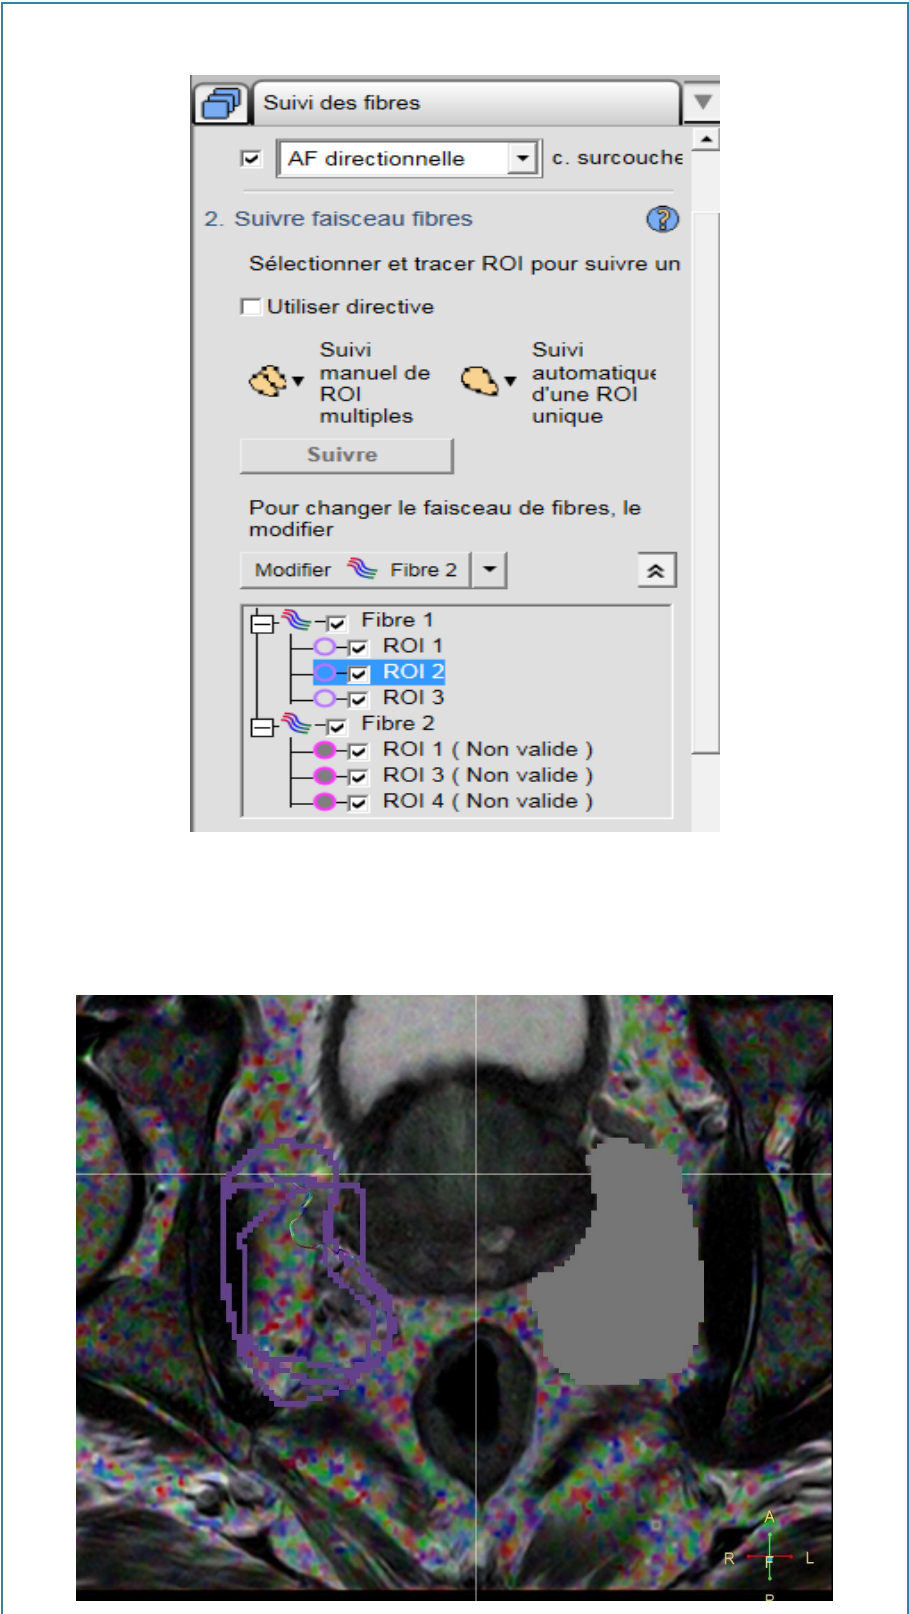 Suivi des fibres
AF directionnelle c. surcouche
2. Suivre faisceau fibres
Sélectionner et tracer ROI pour suivre un
Utiliser directive
Suivi
manuel de
ROI
multiples
Suivi
automatique
d'une ROI
unique
Suivre
Pour changer le faisceau de fibres, le
modifier
Modifier Fibre 2
Fibre 1
ROI 1
ROI 2
ROI 3
Fibre 2
ROI 1 ( Non valide )
ROI 3 ( Non valide )
ROI 4 ( Non valide )
A
R F L
P